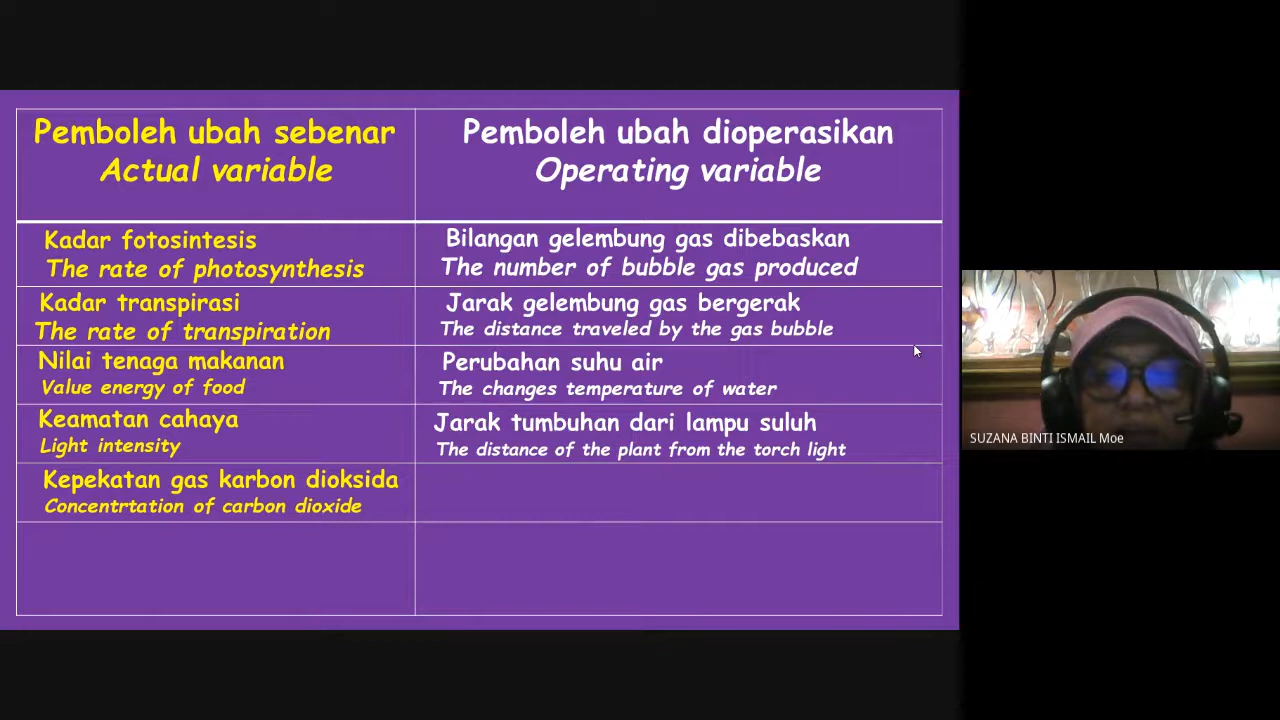 Pemboleh ubah sebenar
Actual variable
Pemboleh ubah dioperasikan
Operating variable
Kadar fotosintesis
The rate of photosynthesis
Bilangan gelembung gas dibebaskan
The number of bubble gas produced
Kadar transpirasi
The rate of transpiration
Jarak gelembung gas bergerak
The distance traveled by the gas bubble
Nilai tenaga makanan
Value energy of food
Perubahan suhu air
The changes temperature of water
Keamatan cahaya
Light intensity
Jarak tumbuhan dari lampu suluh
The distance of the plant from the torch light
Kepekatan gas karbon dioksida
Concentrtation of carbon dioxide
SUZANA BINTI ISMAIL Moe